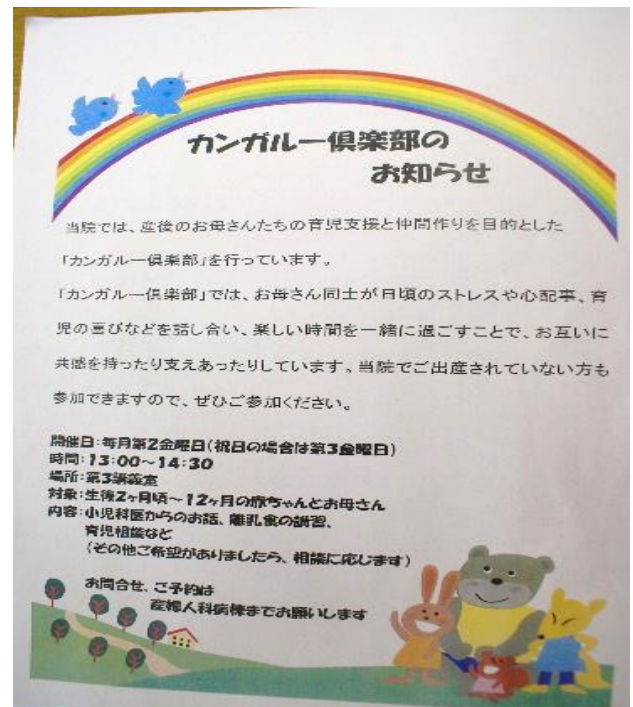 カンガルー倶楽部の
お知らせ
当院では、産後のお母さんたちの育児支援と仲間作りを目的とした
「カンガルー倶楽部」を行っています。
「カンガルー倶楽部」では、お母さん同士が日頃のストレスや心配事、育
児の喜びなどを話し合い、楽しい時間を一緒に過ごすことで、お互いに
共感を持ったり支えあったりしています。当院でご出産されていない方も
参加できますので、ぜひご参加ください。
開催日:毎月第2金曜日(祝日の場合は第3金曜日)
時間:13:00～14:30
場所:第3講義室
対象:生後2ヶ月頃～12ヶ月の赤ちゃんとお母さん
内容:小児科医からのお話、離乳食の講習、
育児相談など
(その他ご希望がありましたら、相談に応じます)
お問合せ、ご予約は
産婦人科病棟までお願いします